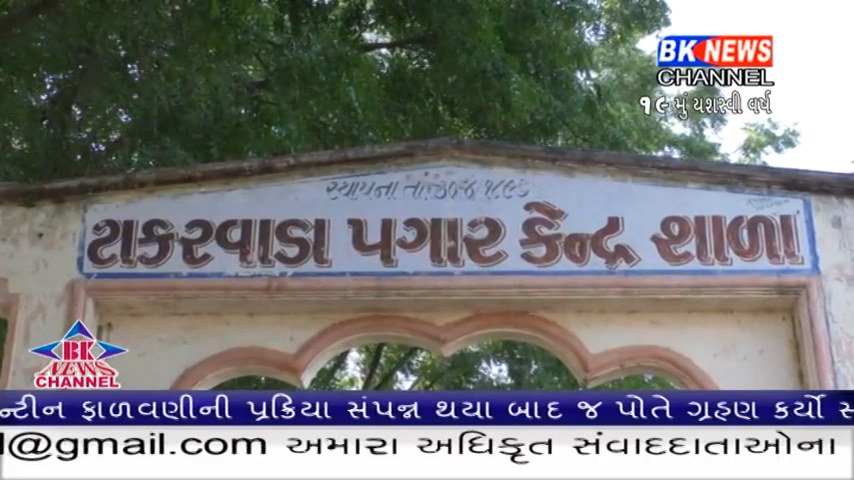 BK NEWS
CHANNEL
૧૯ મું યશસ્વી વર્ષ
સ્થાપના તા
ટાકરવાડા પગાર કેન્દ્ર શાળા
BK
NEWS
CHANNEL
ન્ટીન ફાળવણીની પ્રક્રિયા સંપન્ન થયા બાદ જ પોતે ગ્રહણ કર્યો
@gmail.com અમારા અધિકૃત સંવાદદાતાઓના